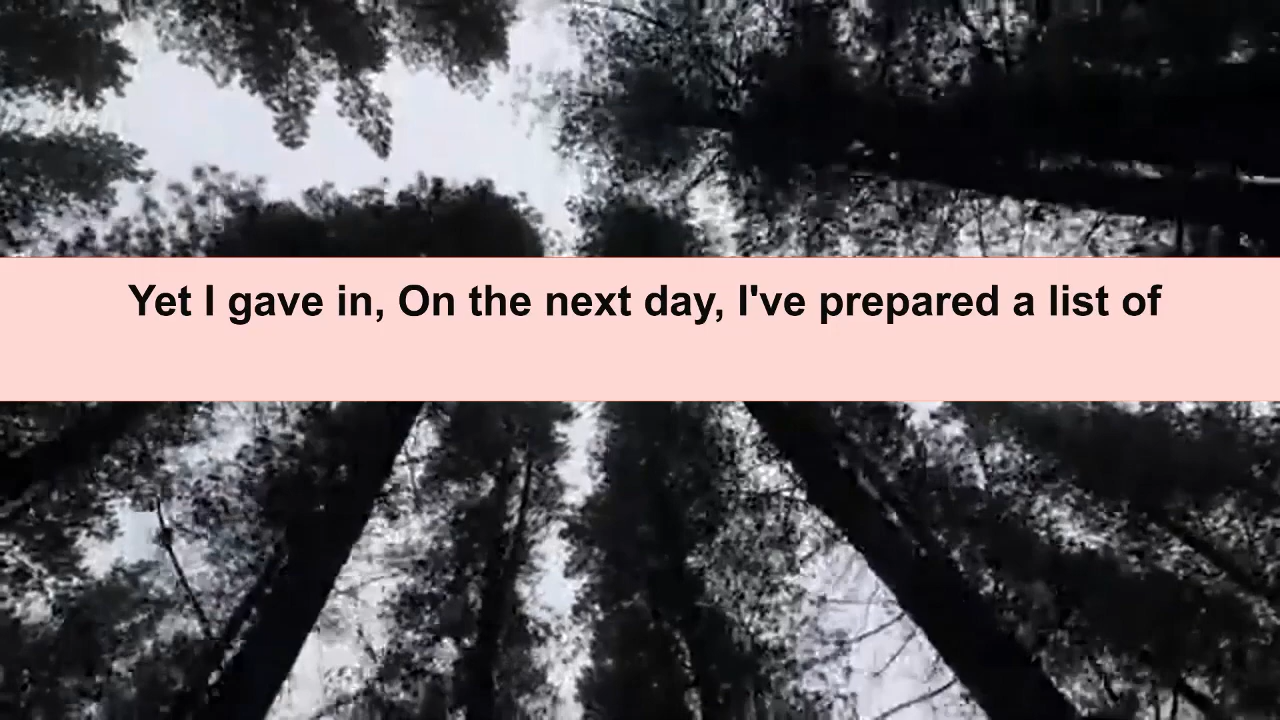 Yet I gave in, On the next day, I've prepared a list of